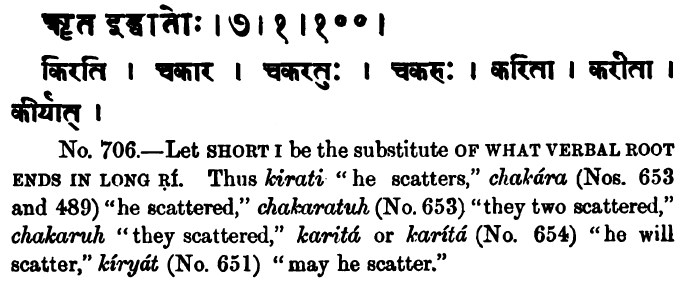 ॠत इद्धातोः । ७ । १ । १०० ।
किरति । चकार । चकरतुः । चकरुः । करिता । करीता ।
कीर्यात् ।
No. 706.—Let SHORT I be the substitute OF WHAT VERBAL ROOT
ENDS IN LONG ṚÍ. Thus kirati “he scatters,” chakára (Nos. 653
and 489) “he scattered,” chakaratuh (No. 653) “they two scattered,”
chakaruh “they scattered,” karitá or karítá (No. 654) “he will
scatter,” kíryát (No. 651) “may he scatter.”